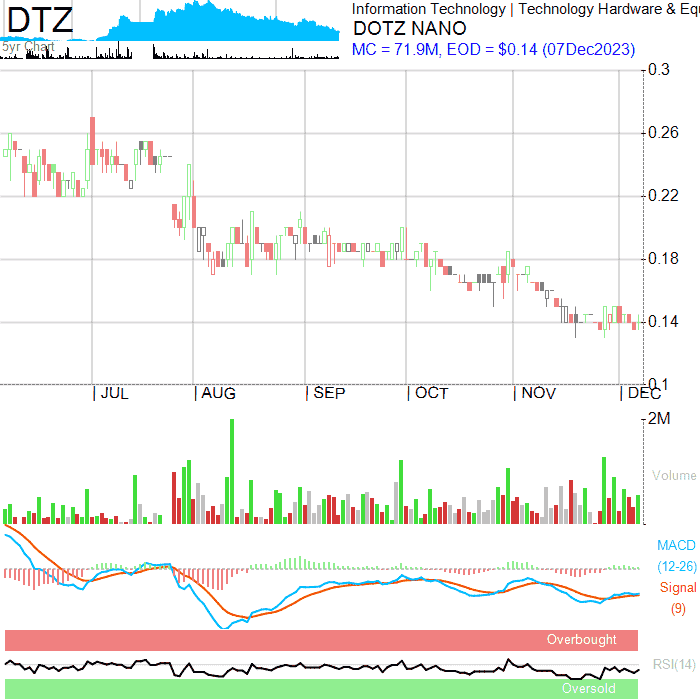 DTZ
Information Technology | Technology Hardware & Equ
DOTZ NANO
5yr Chart
MC = 71.9M, EOD = $0.14 (07Dec2023)
0.3
0.26
0.22
0.18
0.14
0.1
| JUL | AUG | SEP | OCT | NOV | DEC
2M
Volume
MACD
(12-26)
Signal
(9)
Overbought
RSI(14)
Oversold